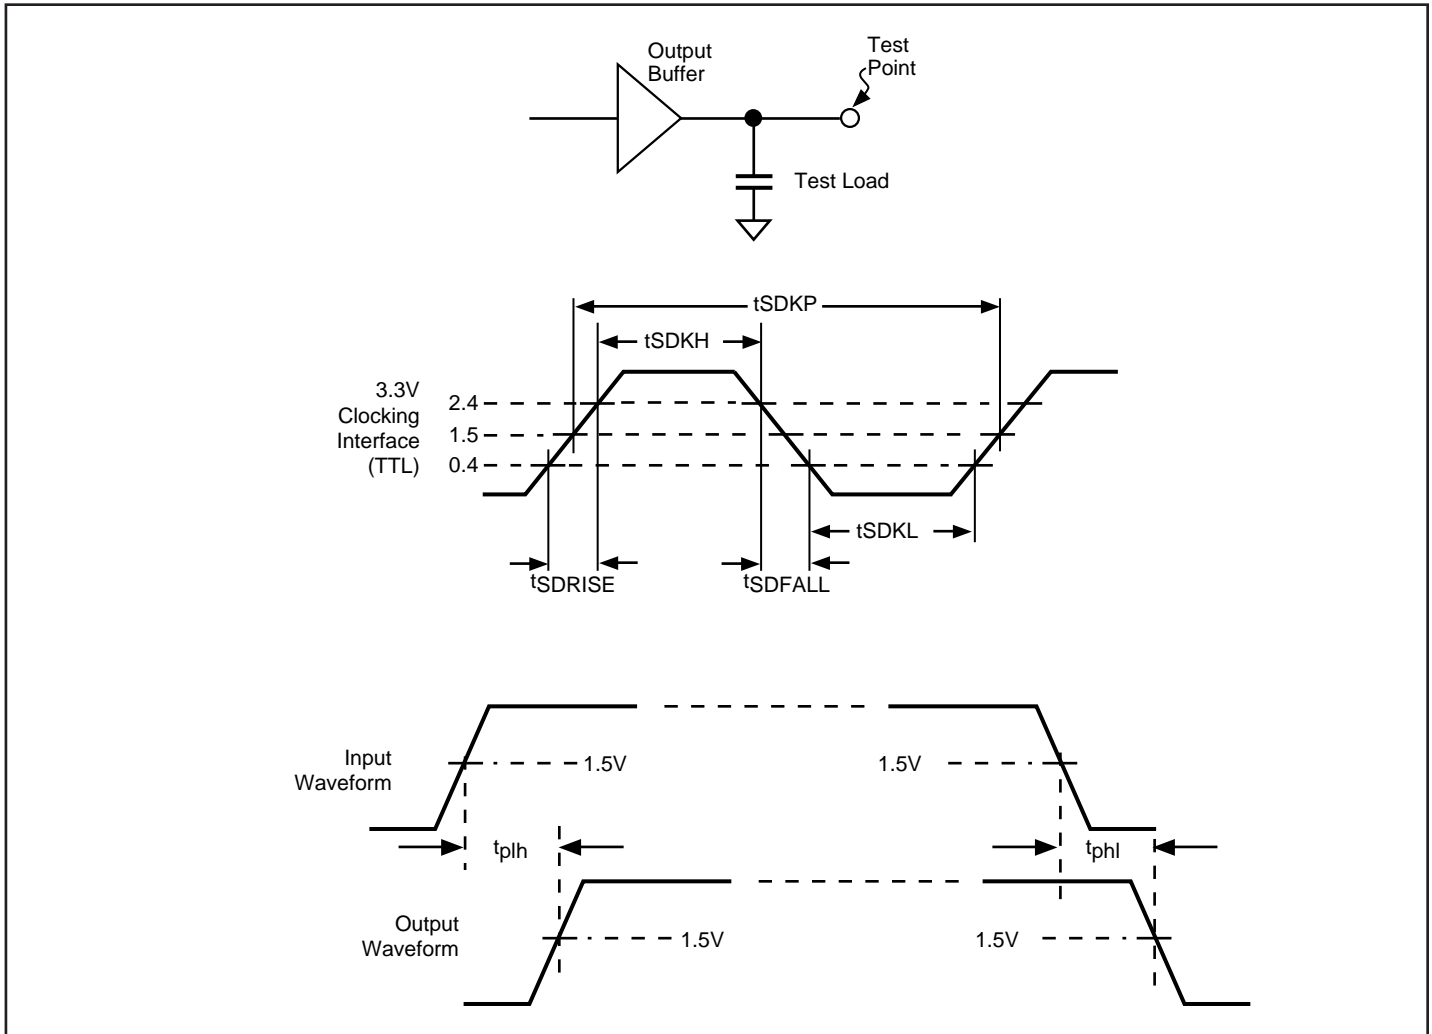 Output
Buffer
Test
Point
Test Load
tSDKP
tSDKH
3.3V
Clocking
Interface
(TTL)
2.4
1.5
0.4
tSDKL
tSDRISE
tSDFALL
Input
Waveform
1.5V
1.5V
tplh
tphl
Output
Waveform
1.5V
1.5V